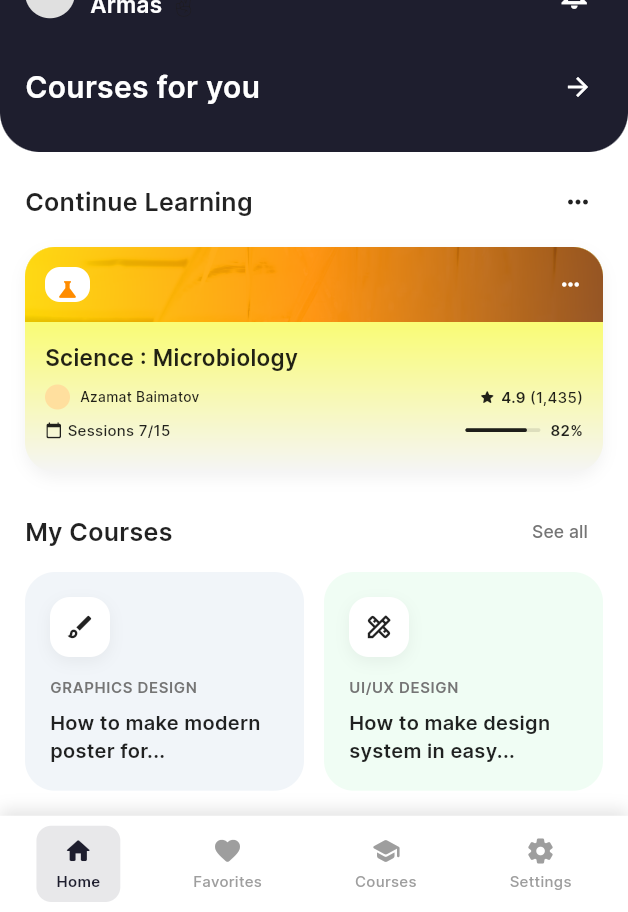 Armas
Courses for you
Continue Learning
Science : Microbiology
Azamat Baimatov
4.9 (1,435)
Sessions 7/15
82%
My Courses
See all
GRAPHICS DESIGN
How to make modern
poster for...
UI/UX DESIGN
How to make design
system in easy...
Home
Favorites
Courses
Settings